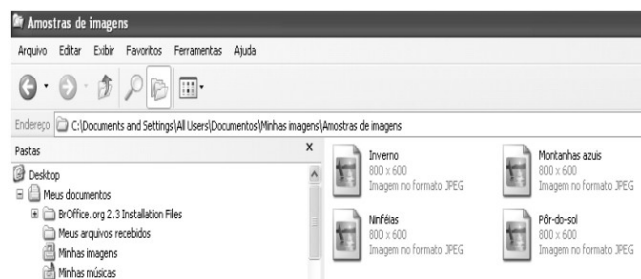 Amostras de imagens
Arquivo Editar Exibir Favoritos Ferramentas Ajuda
Endereço C:\Documents and Settings\All Users\Documentos\Minhas imagens\Amostras de imagens
Pastas x
Desktop
Meus documentos
BrOffice.org 2.3 Installation Files
Meus arquivos recebidos
Minhas imagens
Minhas músicas
Inverno
800 x 600
Imagem no formato JPEG
Montanhas azuis
800 x 600
Imagem no formato JPEG
Ninféias
800 x 600
Imagem no formato JPEG
Pôr-do-sol
800 x 600
Imagem no formato JPEG